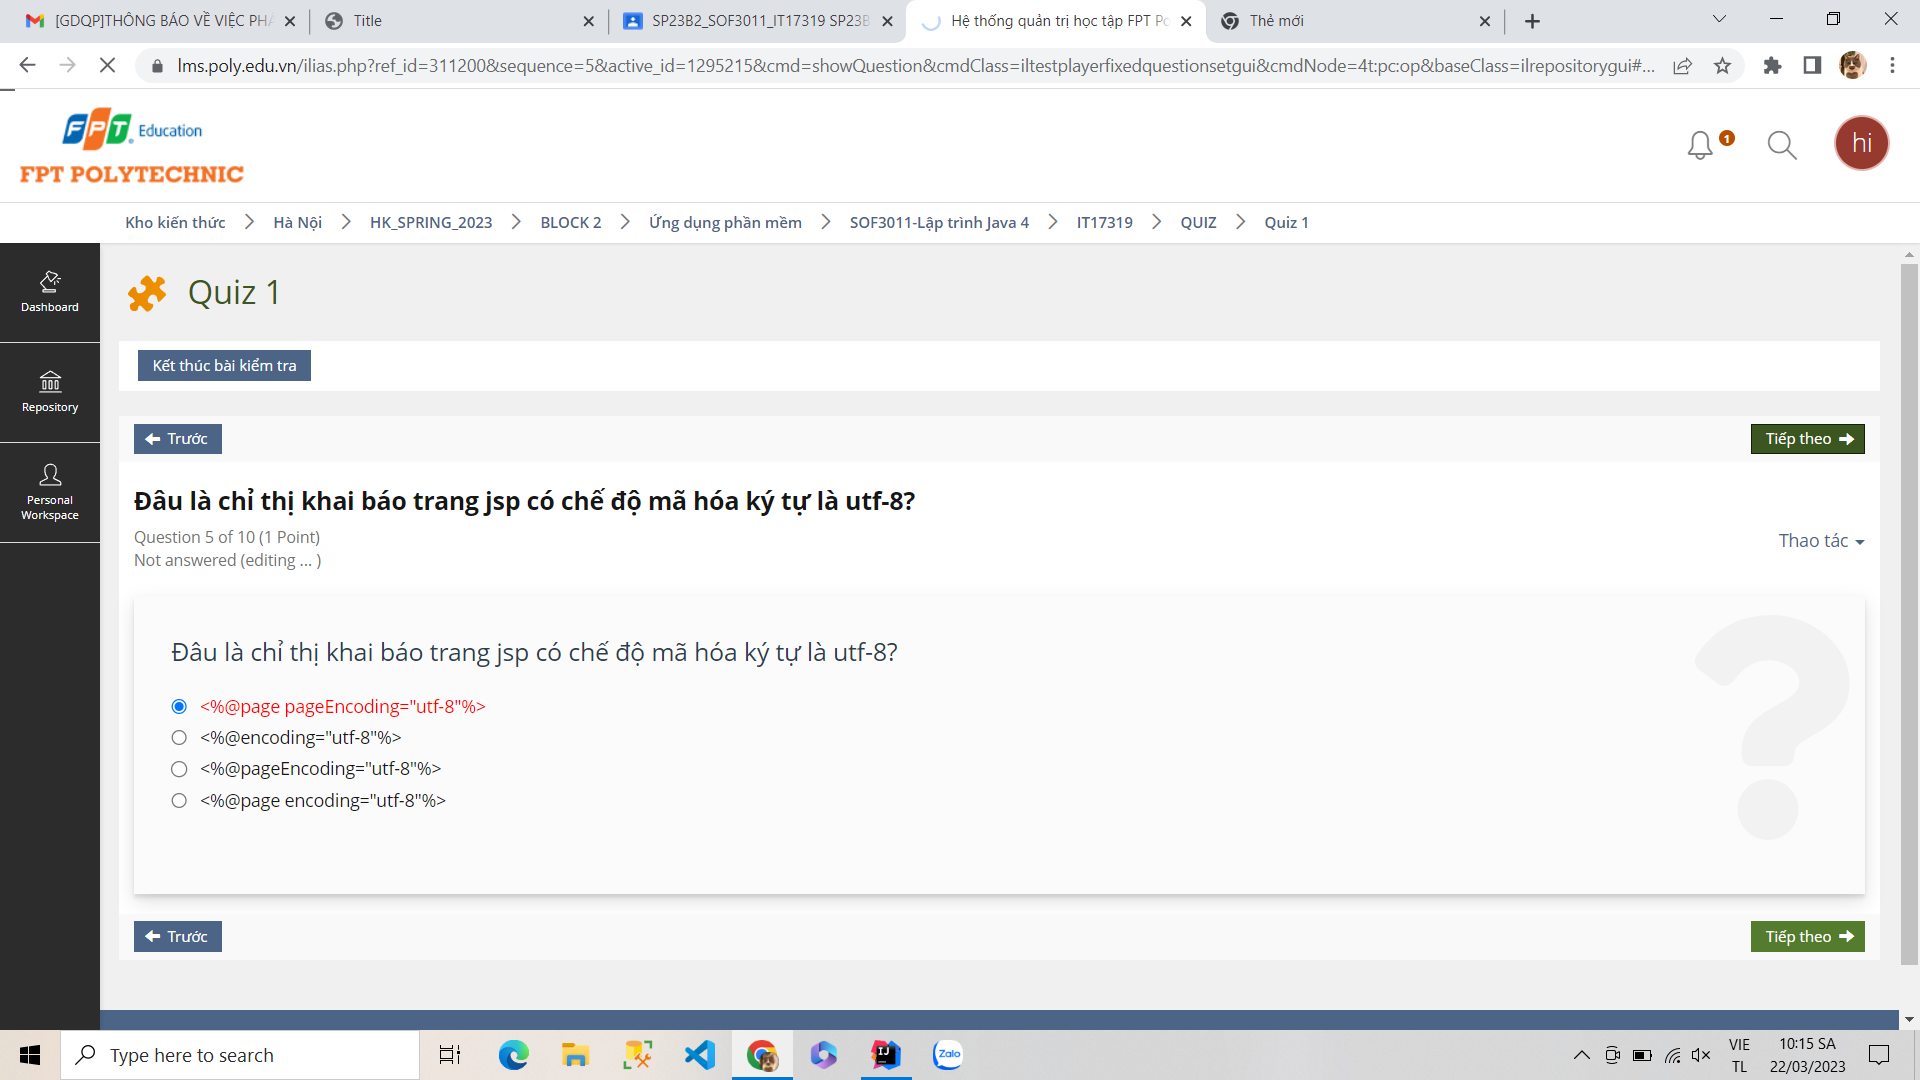 [GDQP]THÔNG BÁO VỀ VIỆC PHÁ
Title
SP23B2_SOF3011_IT17319 SP23B
Hệ thống quản trị học tập FPT Po
Thẻ mới
lms.poly.edu.vn/ilias.php?ref_id=311200&sequence=5&active_id=1295215&cmd=showQuestion&cmdClass=iltestplayerfixedquestionsetgui&cmdNode=4t:pc:op&baseClass=ilrepositorygui#...
FPT Education
FPT POLYTECHNIC
1
hi
Kho kiến thức > Hà Nội > HK_SPRING_2023 > BLOCK 2 > Ứng dụng phần mềm > SOF3011-Lập trình Java 4 > IT17319 > QUIZ > Quiz 1
Dashboard
Repository
Personal
Workspace
Quiz 1
Kết thúc bài kiểm tra
Trước
Tiếp theo
Đâu là chỉ thị khai báo trang jsp có chế độ mã hóa ký tự là utf-8?
Question 5 of 10 (1 Point)
Not answered (editing ... )
Thao tác
Đâu là chỉ thị khai báo trang jsp có chế độ mã hóa ký tự là utf-8?
<%@page pageEncoding="utf-8"%>
<%@encoding="utf-8"%>
<%@pageEncoding="utf-8"%>
<%@page encoding="utf-8"%>
Trước
Tiếp theo
Type here to search
IJ
Zalo
VIE
TL
10:15 SA
22/03/2023